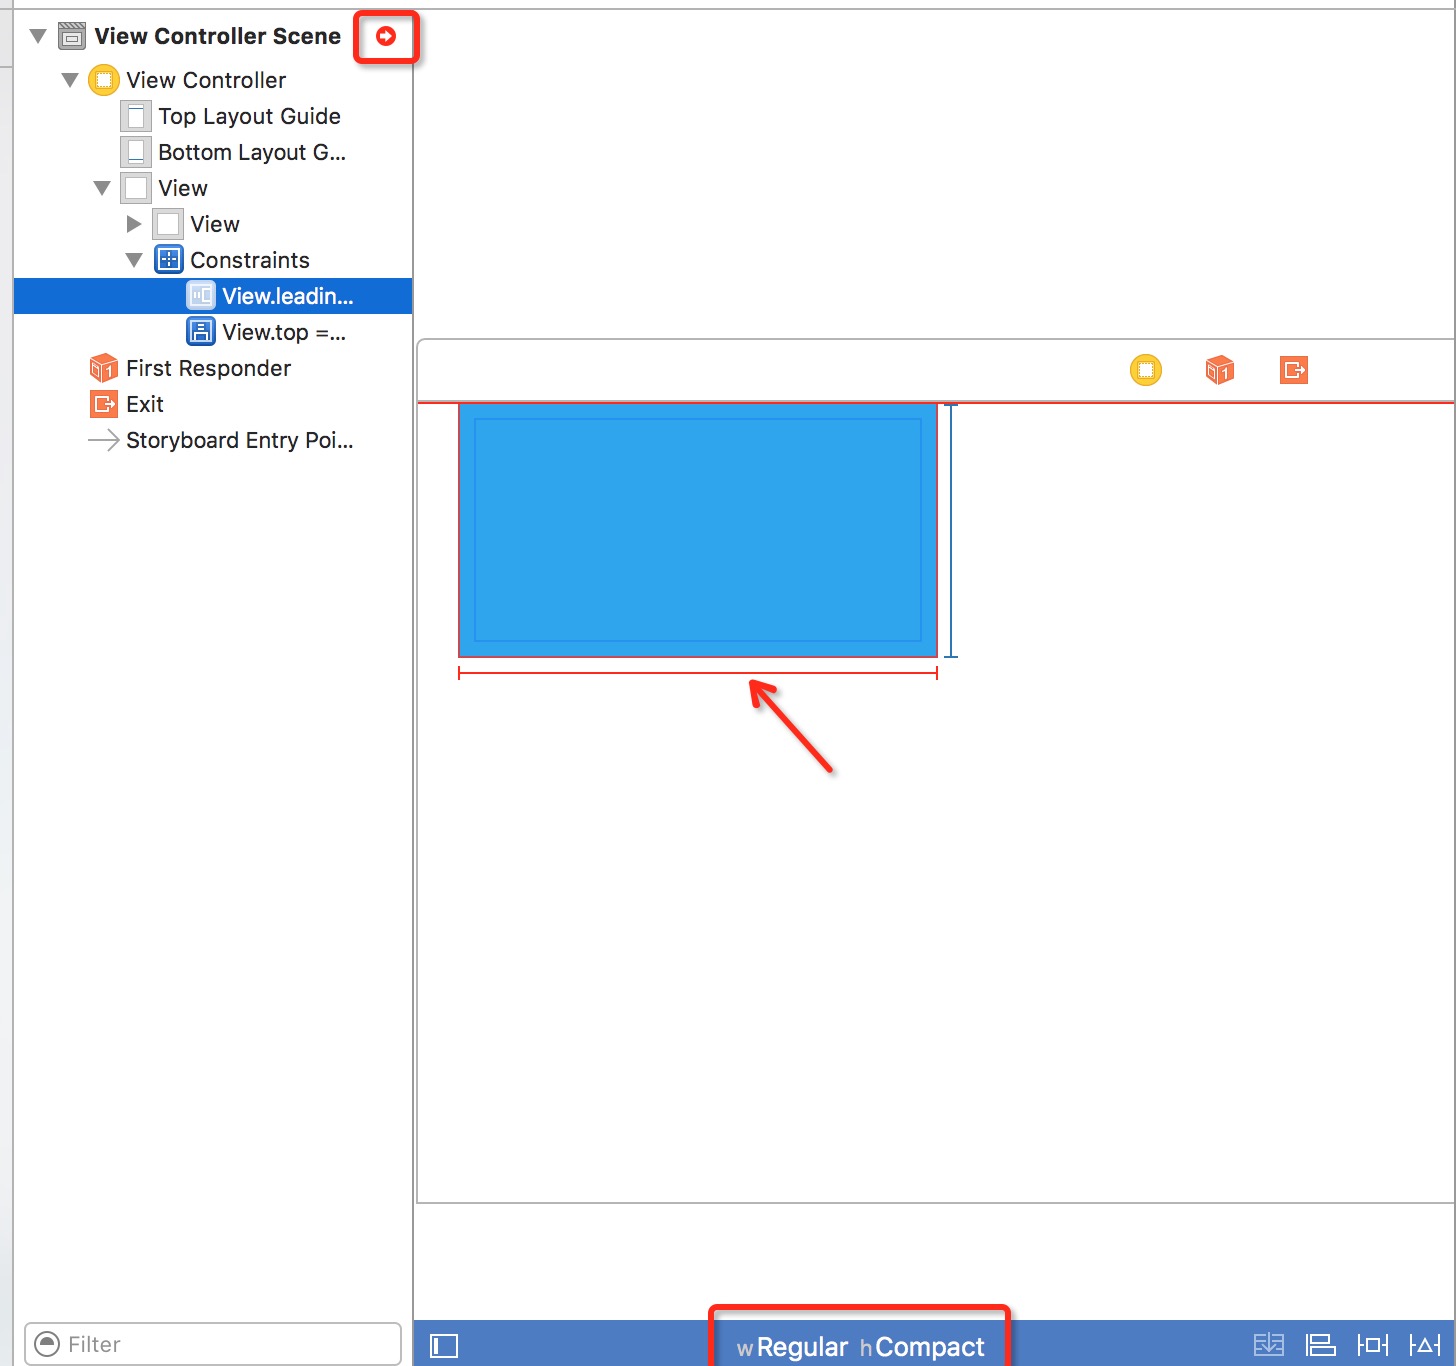 View Controller Scene
View Controller
Top Layout Guide
Bottom Layout G...
View
View
Constraints
View.leadin...
View.top =...
First Responder
Exit
Storyboard Entry Poi...
Filter
wRegular hCompact